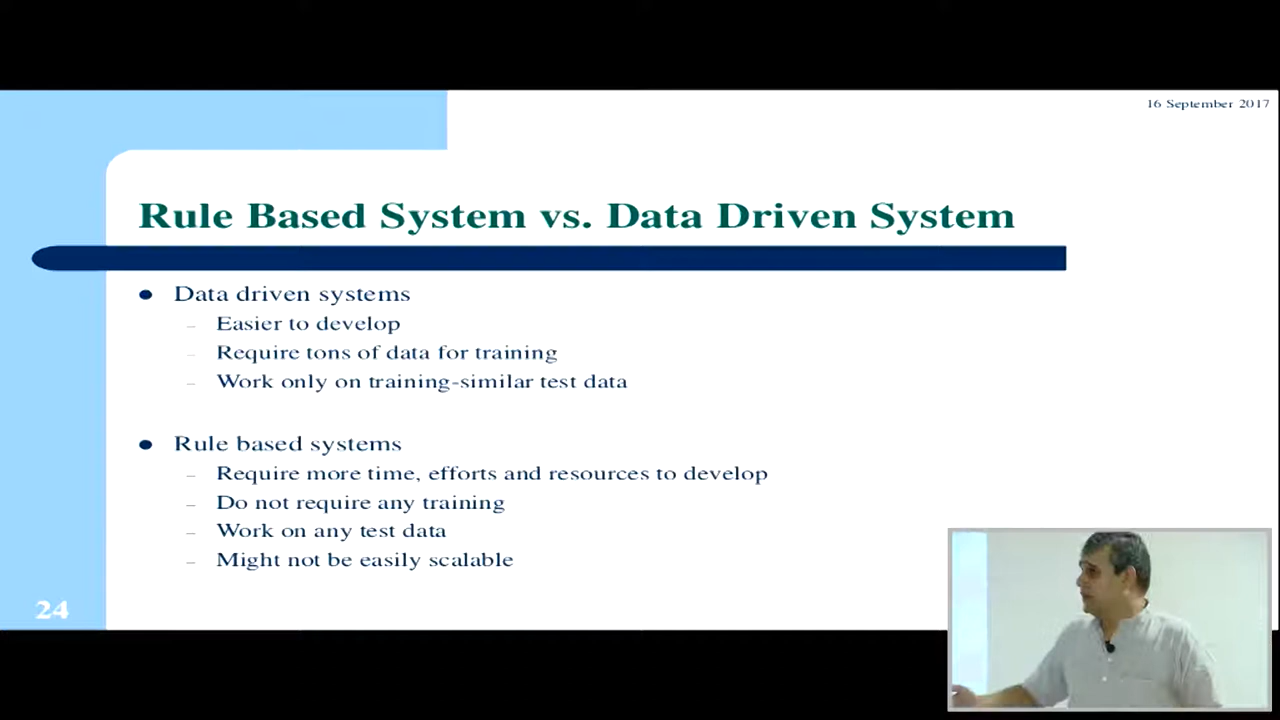 16 September 2017
Rule Based System vs. Data Driven System
Data driven systems
Easier to develop
Require tons of data for training
Work only on training-similar test data
Rule based systems
Require more time, efforts and resources to develop
Do not require any training
Work on any test data
Might not be easily scalable
24